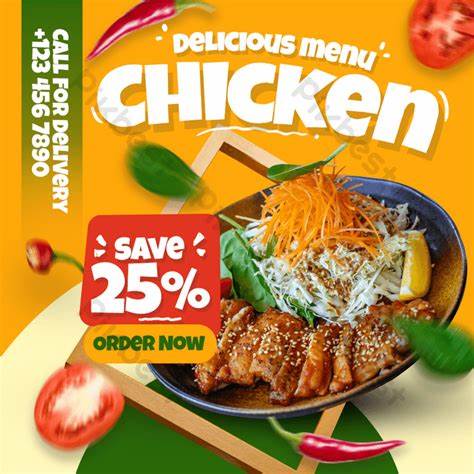 DELICIOUS MENU
CHICKEN
CALL FOR DELIVERY
+123 456 7890
SAVE
25%
ORDER NOW